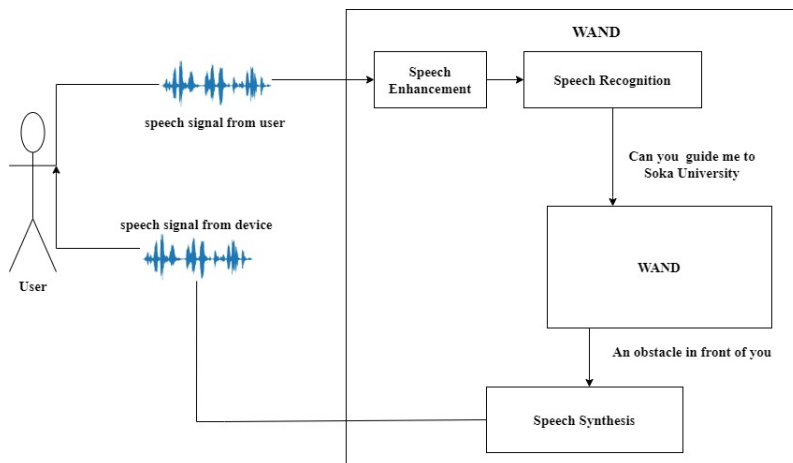 WAND
Speech
Enhancement
Speech Recognition
speech signal from user
Can you guide me to
Soka University
speech signal from device
WAND
User
An obstacle in front of you
Speech Synthesis